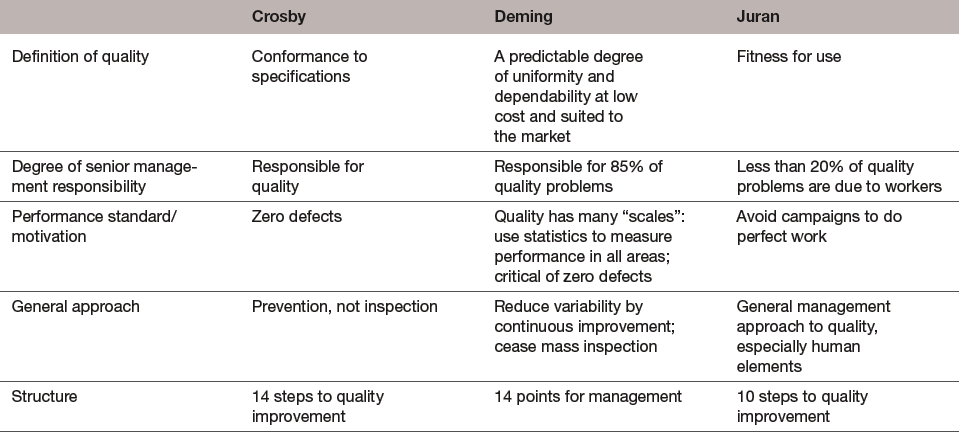 Crosby Deming Juran
Definition of quality
Conformance to
specifications
A predictable degree
of uniformity and
dependability at low
cost and suited to
the market
Fitness for use
Degree of senior manage-
ment responsibility
Responsible for
quality
Responsible for 85% of
quality problems
Less than 20% of quality
problems are due to workers
Performance standard/
motivation
Zero defects
Quality has many “scales”:
use statistics to measure
performance in all areas;
critical of zero defects
Avoid campaigns to do
perfect work
General approach
Prevention, not inspection
Reduce variability by
continuous improvement;
cease mass inspection
General management
approach to quality,
especially human
elements
Structure
14 steps to quality
improvement
14 points for management
10 steps to quality
improvement